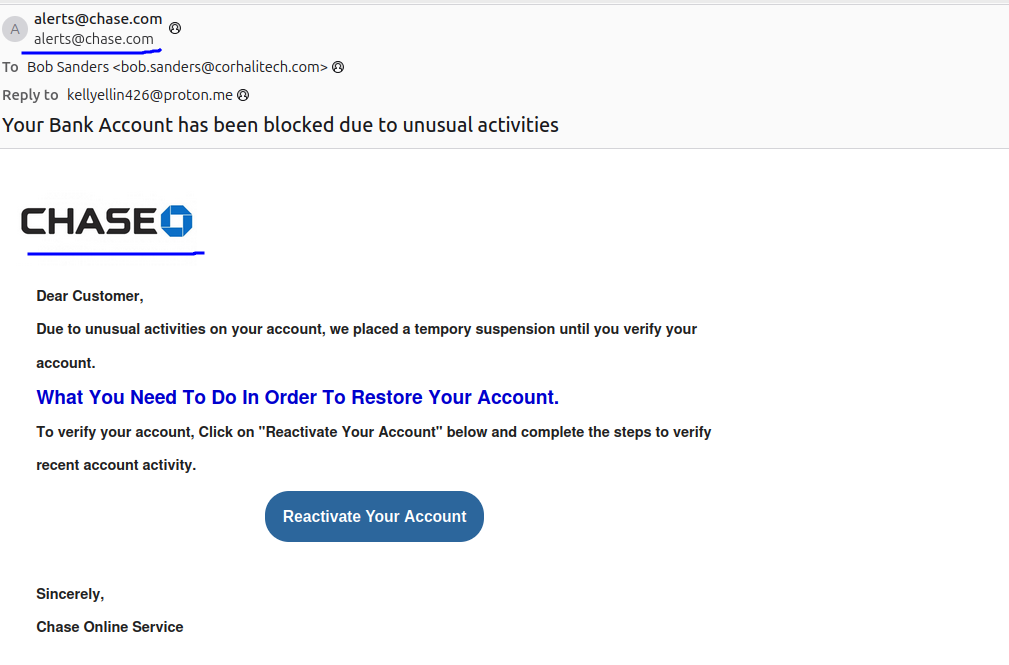 A
alerts@chase.com
alerts@chase.com
To Bob Sanders <bob.sanders@corhalitech.com>
Reply to kellyellin426@proton.me
Your Bank Account has been blocked due to unusual activities
CHASE
Dear Customer,
Due to unusual activities on your account, we placed a tempory suspension until you verify your
account.
What You Need To Do In Order To Restore Your Account.
To verify your account, Click on "Reactivate Your Account" below and complete the steps to verify
recent account activity.
Reactivate Your Account
Sincerely,
Chase Online Service